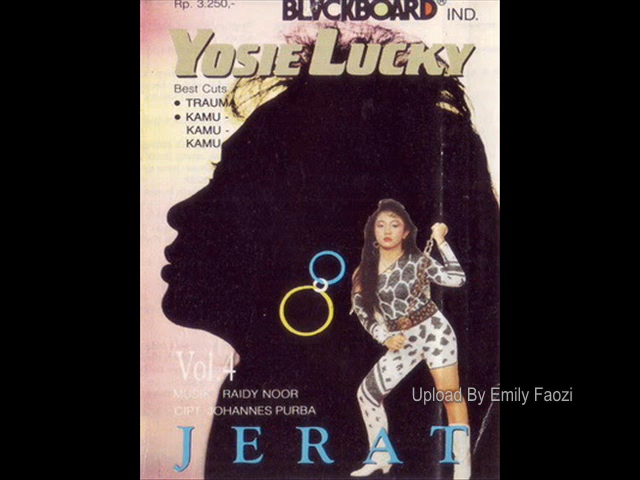 Rp. 3.250,-
BLACKBOARD® IND.
YOSIE LUCKY
Best Cuts
• TRAUMA
• KAMU -
KAMU -
KAMU
Vol. 4
MUSIK RAIDY NOOR
CIPT. JOHANNES PURBA
Upload By Emily Faozi
JERAT